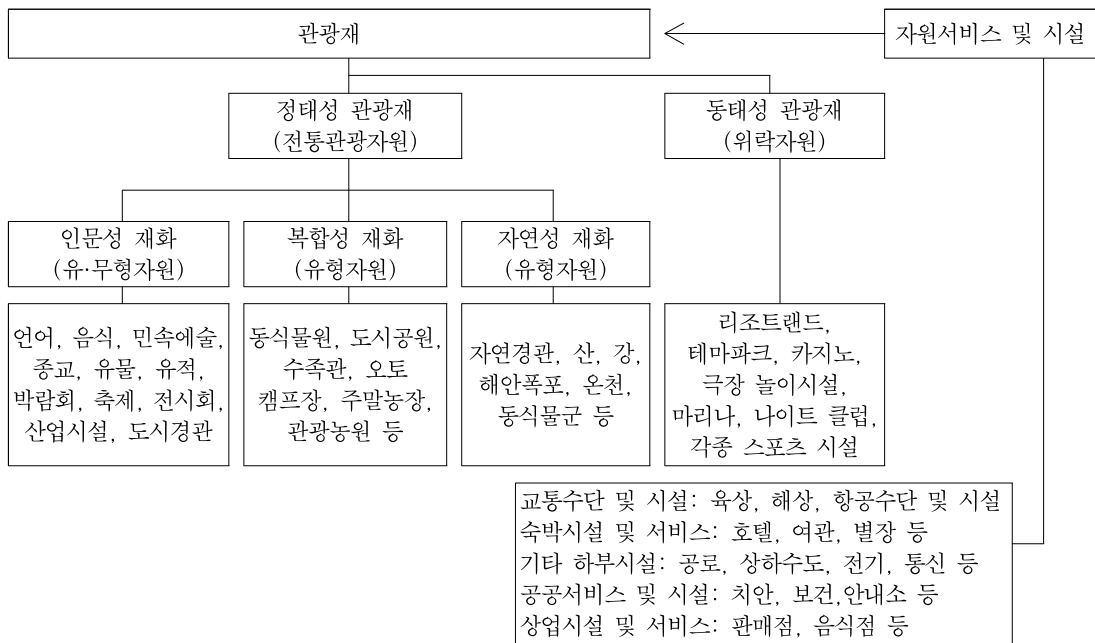 관광재
자원서비스 및 시설
정태성 관광재
(전통관광자원)
동태성 관광재
(위락자원)
인문성 재화
(유·무형자원)
복합성 재화
(유형자원)
자연성 재화
(유형자원)
언어, 음식, 민속예술,
종교, 유물, 유적,
박람회, 축제, 전시회,
산업시설, 도시경관
동식물원, 도시공원,
수족관, 오토
캠프장, 주말농장,
관광농원 등
자연경관, 산, 강,
해안폭포, 온천,
동식물군 등
리조트랜드,
테마파크, 카지노,
극장 놀이시설,
마리나, 나이트 클럽,
각종 스포츠 시설
교통수단 및 시설: 육상, 해상, 항공수단 및 시설
숙박시설 및 서비스: 호텔, 여관, 별장 등
기타 하부시설: 공로, 상하수도, 전기, 통신 등
공공서비스 및 시설: 치안, 보건,안내소 등
상업시설 및 서비스: 판매점, 음식점 등